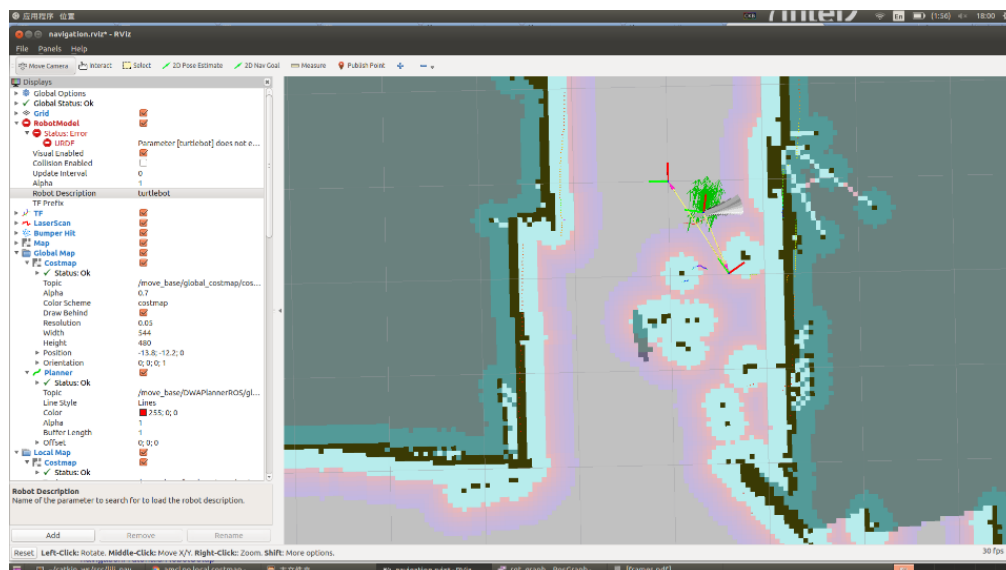 应用程序 位置
En
(1:56)
18:00
navigation.rviz* - RViz
File Panels Help
Move Camera Interact Select 2D Pose Estimate 2D Nav Goal Measure Publish Point
Displays
Global Options
Global Status: Ok
Grid
RobotModel
Status: Error
URDF Parameter [turtlebot] does not e...
Visual Enabled
Collision Enabled
Update Interval 0
Alpha 1
Robot Description turtlebot
TF Prefix
TF
LaserScan
Bumper Hit
Map
Global Map
Costmap
Status: Ok
Topic /move_base/global_costmap/cos...
Alpha 0.7
Color Scheme costmap
Draw Behind
Resolution 0.05
Width 544
Height 480
Position -13.8; -12.2; 0
Orientation 0; 0; 0; 1
Planner
Status: Ok
Topic /move_base/DWAPlannerROS/gl...
Line Style Lines
Color 255; 0; 0
Alpha 1
Buffer Length 1
Offset 0; 0; 0
Local Map
Costmap
Status: Ok
Robot Description
Name of the parameter to search for to load the robot description.
Add Remove Rename
Reset Left-Click: Rotate. Middle-Click: Move X/Y. Right-Click: Zoom. Shift: More options.
30 fps